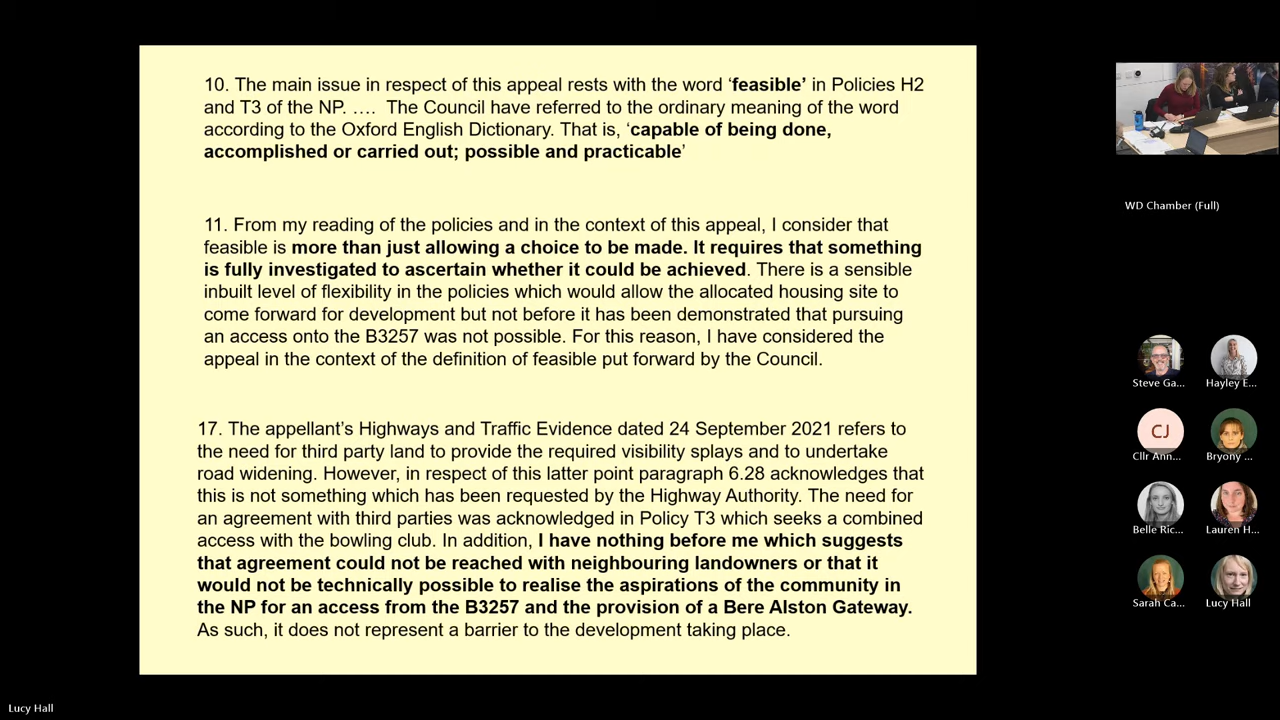 10. The main issue in respect of this appeal rests with the word ‘feasible’ in Policies H2
and T3 of the NP. …. The Council have referred to the ordinary meaning of the word
according to the Oxford English Dictionary. That is, ‘capable of being done,
accomplished or carried out; possible and practicable’
11. From my reading of the policies and in the context of this appeal, I consider that
feasible is more than just allowing a choice to be made. It requires that something
is fully investigated to ascertain whether it could be achieved. There is a sensible
inbuilt level of flexibility in the policies which would allow the allocated housing site to
come forward for development but not before it has been demonstrated that pursuing
an access onto the B3257 was not possible. For this reason, I have considered the
appeal in the context of the definition of feasible put forward by the Council.
17. The appellant’s Highways and Traffic Evidence dated 24 September 2021 refers to
the need for third party land to provide the required visibility splays and to undertake
road widening. However, in respect of this latter point paragraph 6.28 acknowledges that
this is not something which has been requested by the Highway Authority. The need for
an agreement with third parties was acknowledged in Policy T3 which seeks a combined
access with the bowling club. In addition, I have nothing before me which suggests
that agreement could not be reached with neighbouring landowners or that it
would not be technically possible to realise the aspirations of the community in
the NP for an access from the B3257 and the provision of a Bere Alston Gateway.
As such, it does not represent a barrier to the development taking place.
WD Chamber (Full)
Steve Ga... Hayley E...
CJ
Cllr Ann... Bryony ...
Belle Ric... Lauren H...
Sarah Ca... Lucy Hall
Lucy Hall